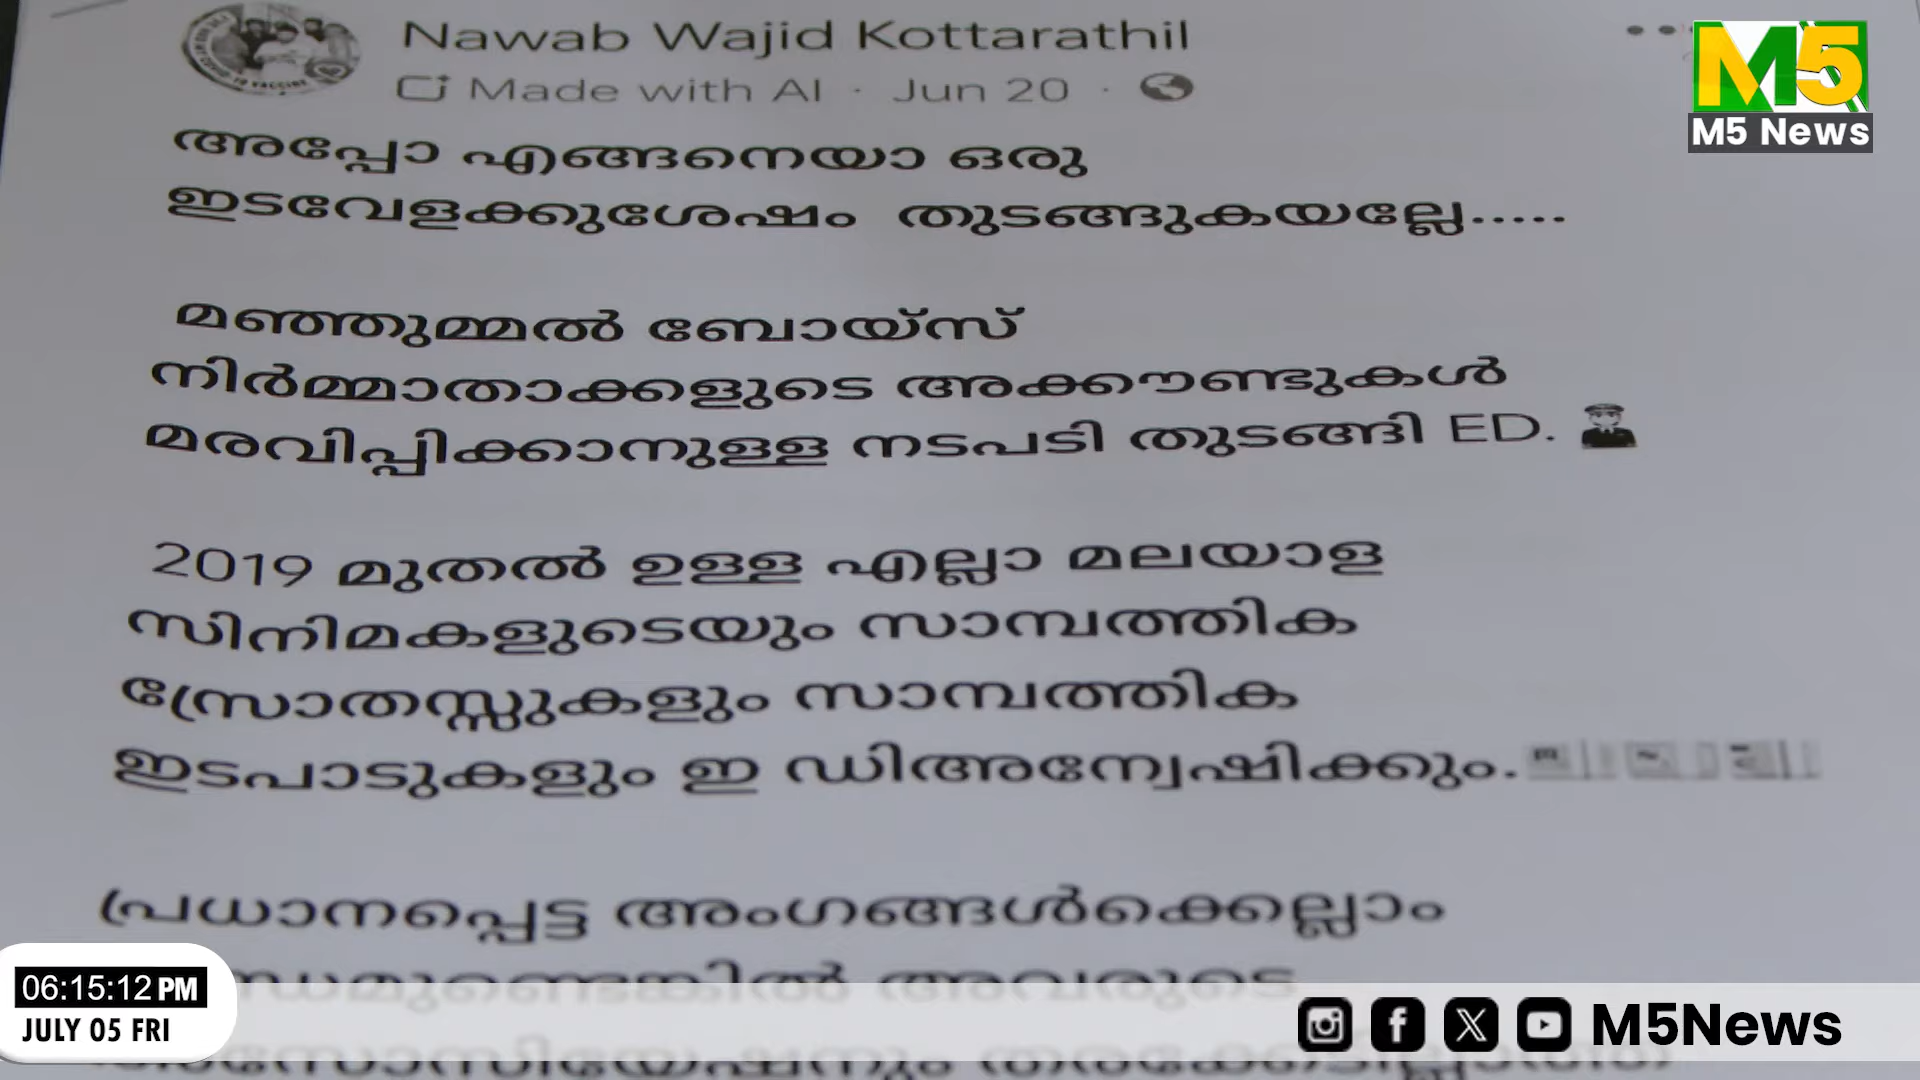 Nawab Wajid Kottarathil
Made with AI · Jun 20 ·
M5
M5 News
അപ്പോ എങ്ങനെയാ ഒരു
ഇടവേളക്കുശേഷം തുടങ്ങുകയല്ലേ.....
മഞ്ഞുമ്മൽ ബോയ്സ്
നിർമ്മാതാക്കളുടെ അക്കൗണ്ടുകൾ
മരവിപ്പിക്കാനുള്ള നടപടി തുടങ്ങി ED.
2019 മുതൽ ഉള്ള എല്ലാ മലയാള
സിനിമകളുടെയും സാമ്പത്തിക
സ്രോതസ്സുകളും സാമ്പത്തിക
ഇടപാടുകളും ഇ ഡിഅന്വേഷിക്കും.
പ്രധാനപ്പെട്ട അംഗങ്ങൾക്കെല്ലാം
അവരുടെ
06:15:12 PM
JULY 05 FRI
M5News